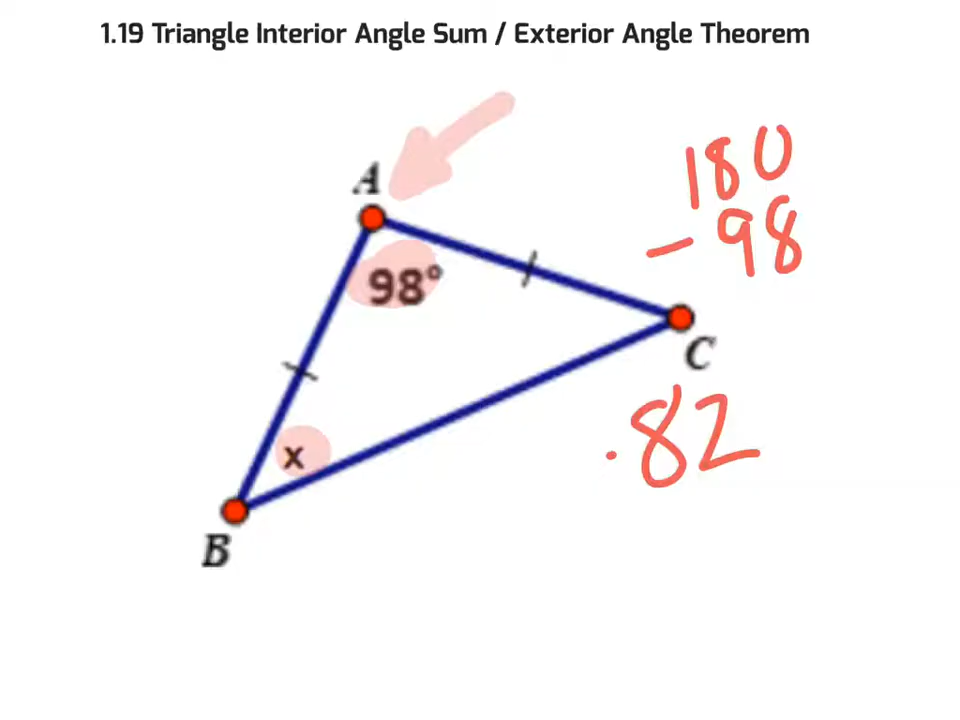 1.19 Triangle Interior Angle Sum / Exterior Angle Theorem
A
180
- 98
98°
C
.82
x
B